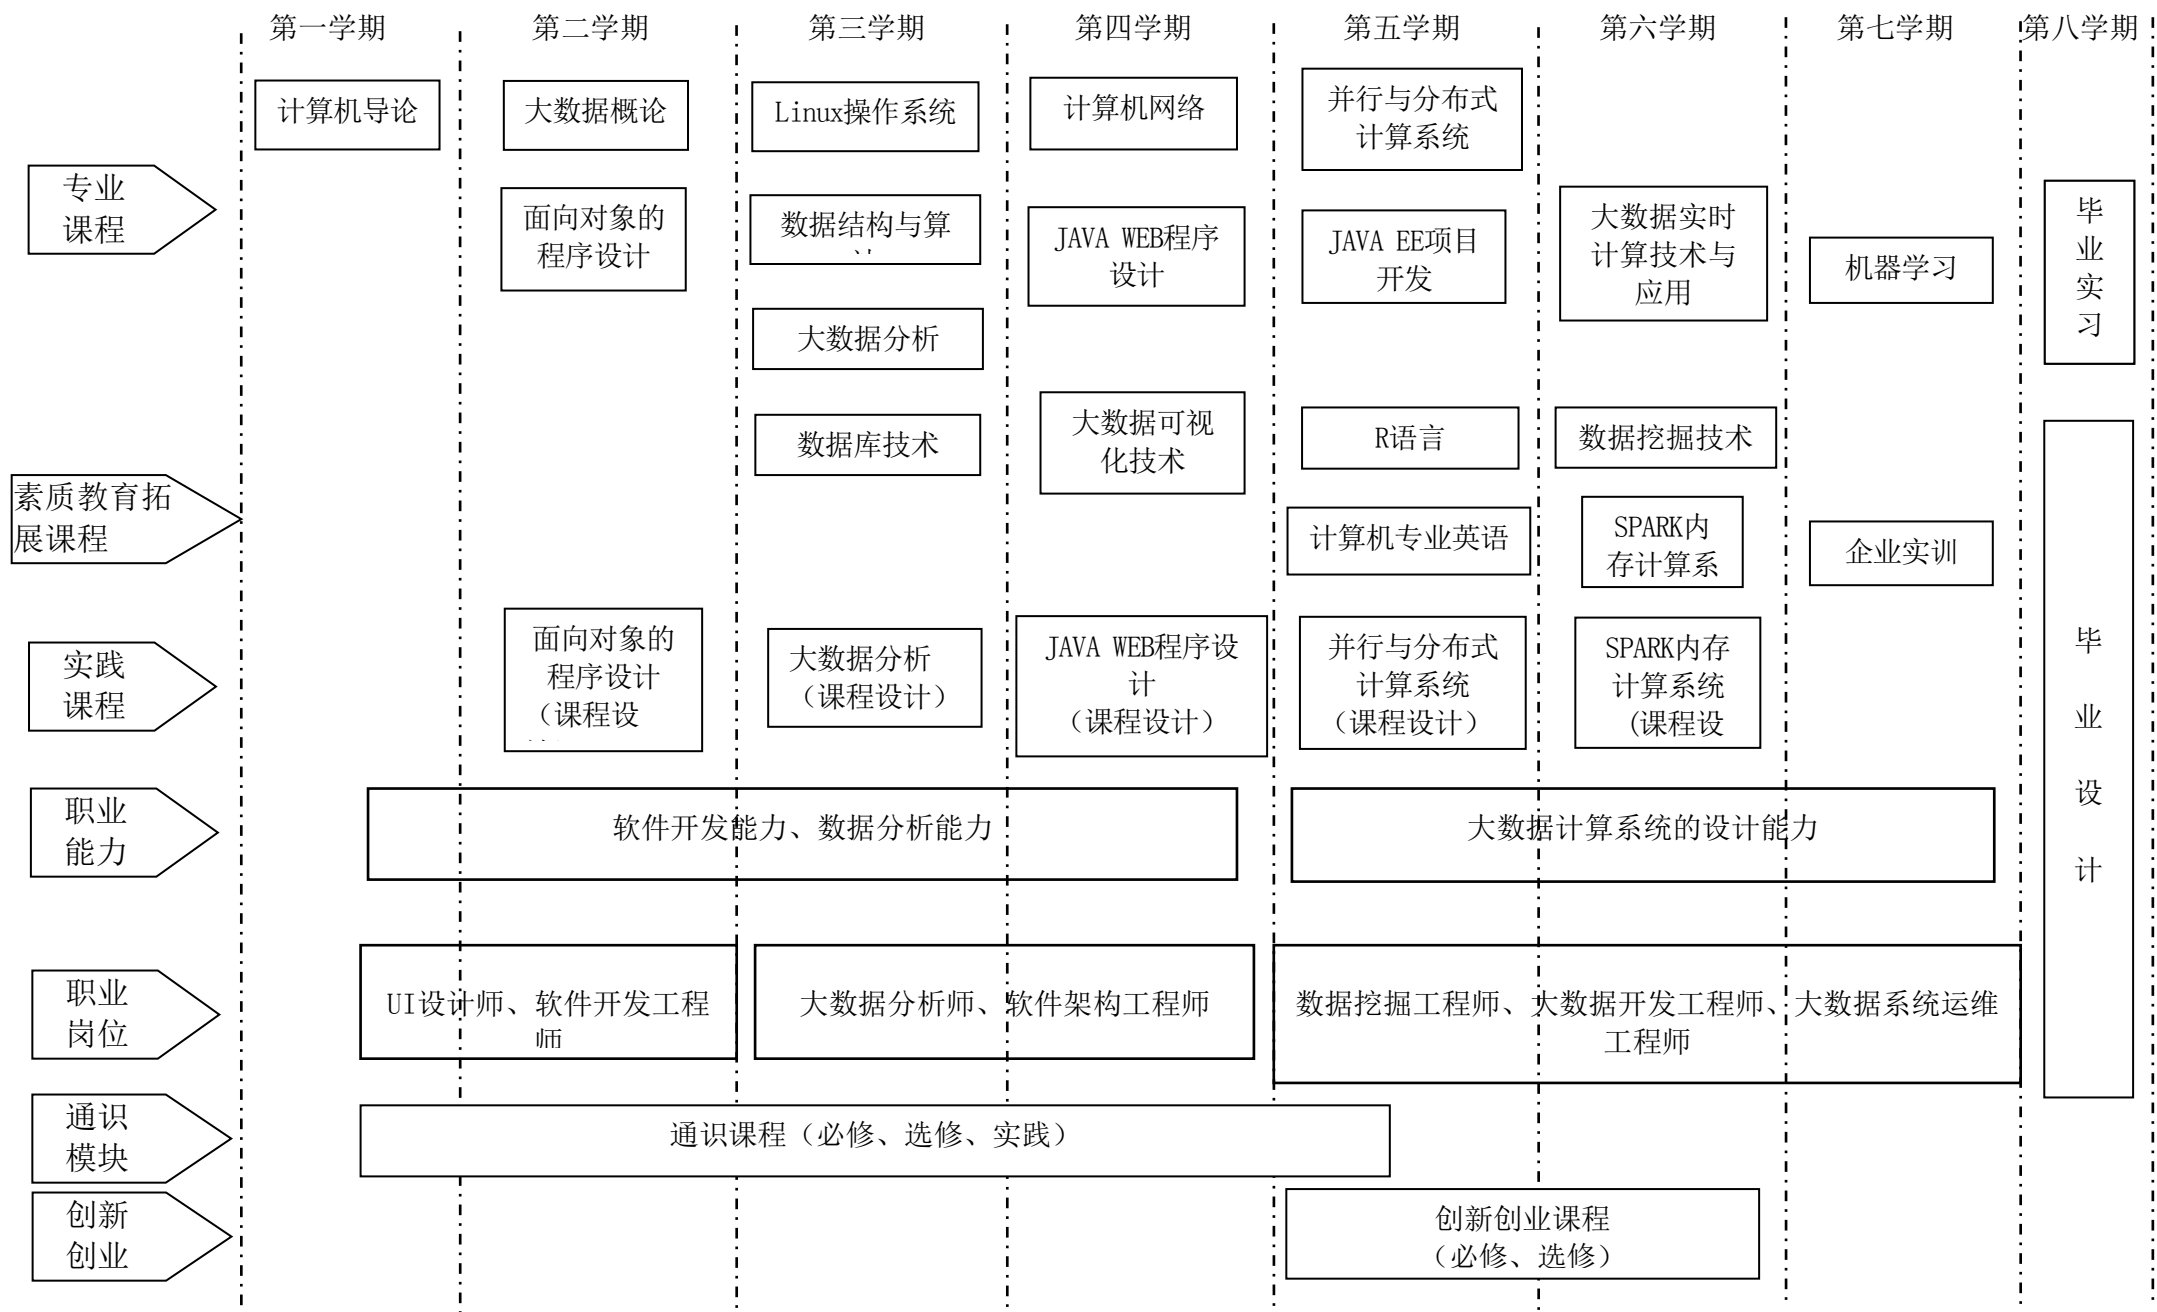 第一学期
第二学期
第三学期
第四学期
第五学期
第六学期
第七学期
第八学期
计算机导论
大数据概论
Linux操作系统
计算机网络
并行与分布式
计算系统
专业
课程
面向对象的
程序设计
数据结构与算
JAVA WEB程序
设计
JAVA EE项目
开发
大数据实时
计算技术与
应用
机器学习
毕
业
实
习
大数据分析
数据库技术
大数据可视
化技术
R语言
数据挖掘技术
素质教育拓
展课程
计算机专业英语
SPARK内
存计算系
企业实训
实践
课程
面向对象的
程序设计
（课程设
大数据分析
（课程设计）
JAVA WEB程序设
计
（课程设计）
并行与分布式
计算系统
（课程设计）
SPARK内存
计算系统
(课程设
毕
业
设
计
职业
能力
软件开发能力、数据分析能力
大数据计算系统的设计能力
职业
岗位
UI设计师、软件开发工程
师
大数据分析师、软件架构工程师
数据挖掘工程师、大数据开发工程师、大数据系统运维
工程师
通识
模块
通识课程（必修、选修、实践）
创新
创业
创新创业课程
（必修、选修）